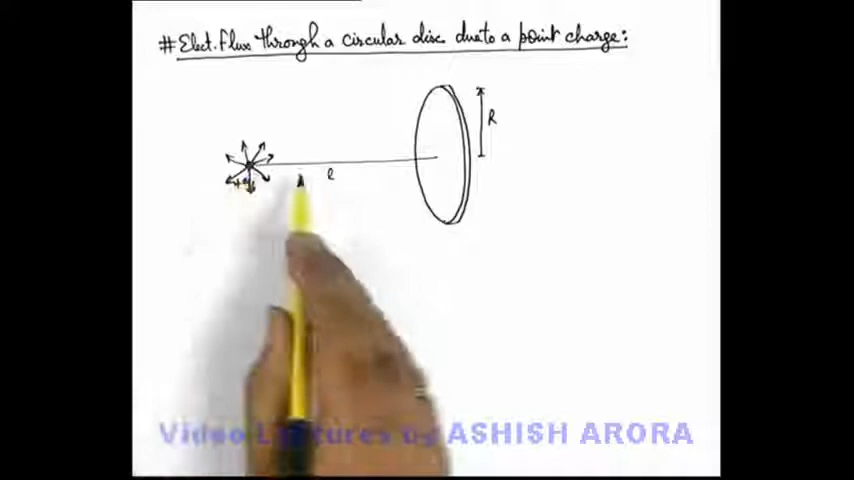 # Elect. Flux through a circular disc due to a point charge:
R
l
+q
Video Lectures by ASHISH ARORA